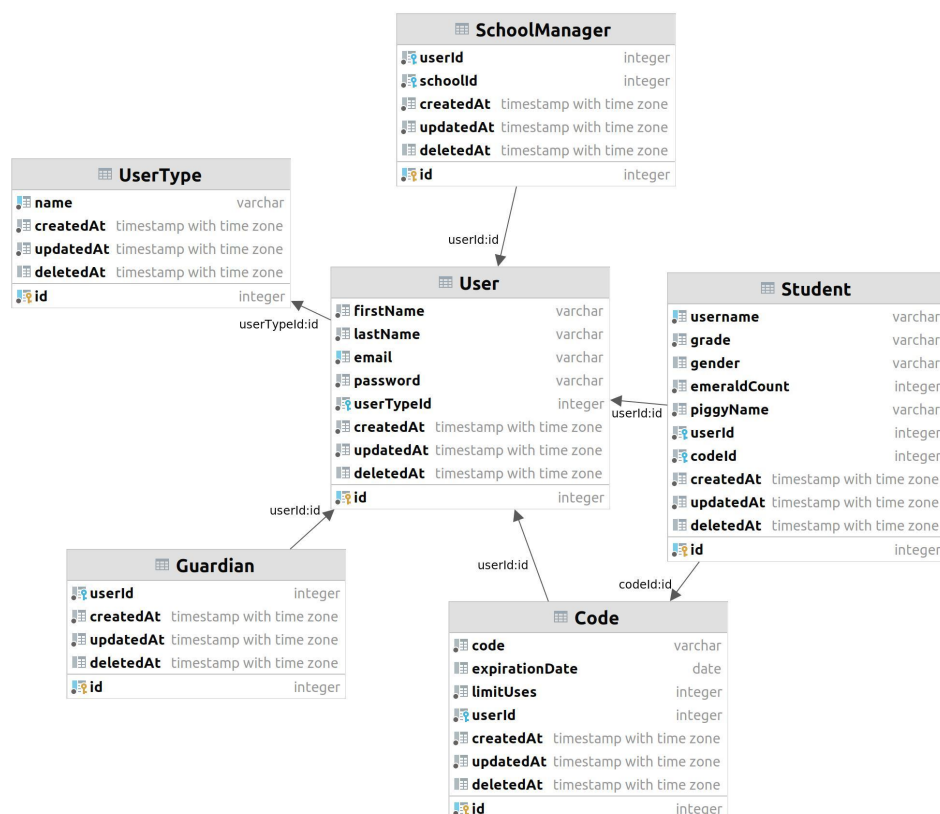 SchoolManager
userId integer
schoolId integer
createdAt timestamp with time zone
updatedAt timestamp with time zone
deletedAt timestamp with time zone
id integer
UserType
name varchar
createdAt timestamp with time zone
updatedAt timestamp with time zone
deletedAt timestamp with time zone
id integer
userId:id
userTypeId:id
User
firstName varchar
lastName varchar
email varchar
password varchar
userTypeId integer
createdAt timestamp with time zone
updatedAt timestamp with time zone
deletedAt timestamp with time zone
id integer
Student
username varchar
grade varchar
gender varchar
emeraldCount integer
piggyName varchar
userId integer
codeId integer
createdAt timestamp with time zone
updatedAt timestamp with time zone
deletedAt timestamp with time zone
id integer
userId:id
userId:id
userId:id
codeId:id
Guardian
userId integer
createdAt timestamp with time zone
updatedAt timestamp with time zone
deletedAt timestamp with time zone
id integer
Code
code varchar
expirationDate date
limitUses integer
userId integer
createdAt timestamp with time zone
updatedAt timestamp with time zone
deletedAt timestamp with time zone
id integer